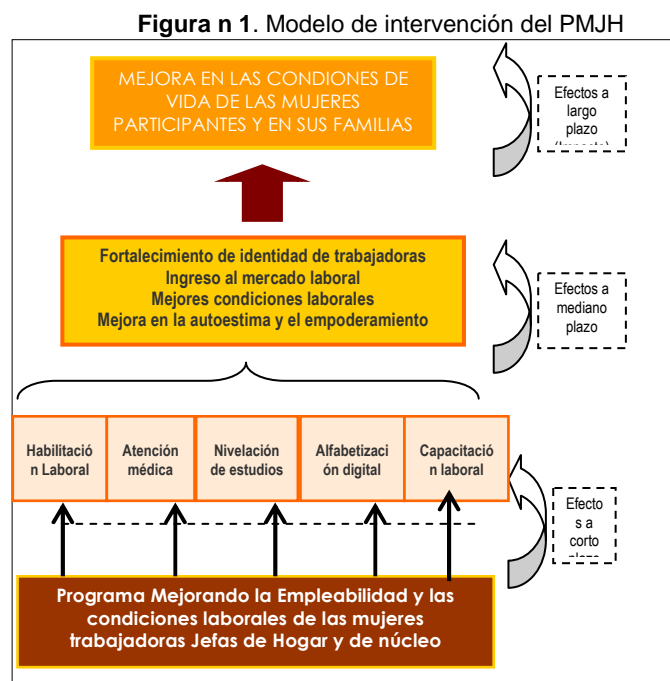 Figura n 1. Modelo de intervención del PMJH
MEJORA EN LAS CONDIONES DE
VIDA DE LAS MUJERES
PARTICIPANTES Y EN SUS FAMILIAS
Efectos a
largo
plazo
Fortalecimiento de identidad de trabajadoras
Ingreso al mercado laboral
Mejores condiciones laborales
Mejora en la autoestima y el empoderamiento
Efectos a
mediano
plazo
Habilitació
n Laboral
Atención
médica
Nivelación
de estudios
Alfabetizac
ión digital
Capacitació
n laboral
Efecto
s a
corto
Programa Mejorando la Empleabilidad y las
condiciones laborales de las mujeres
trabajadoras Jefas de Hogar y de núcleo